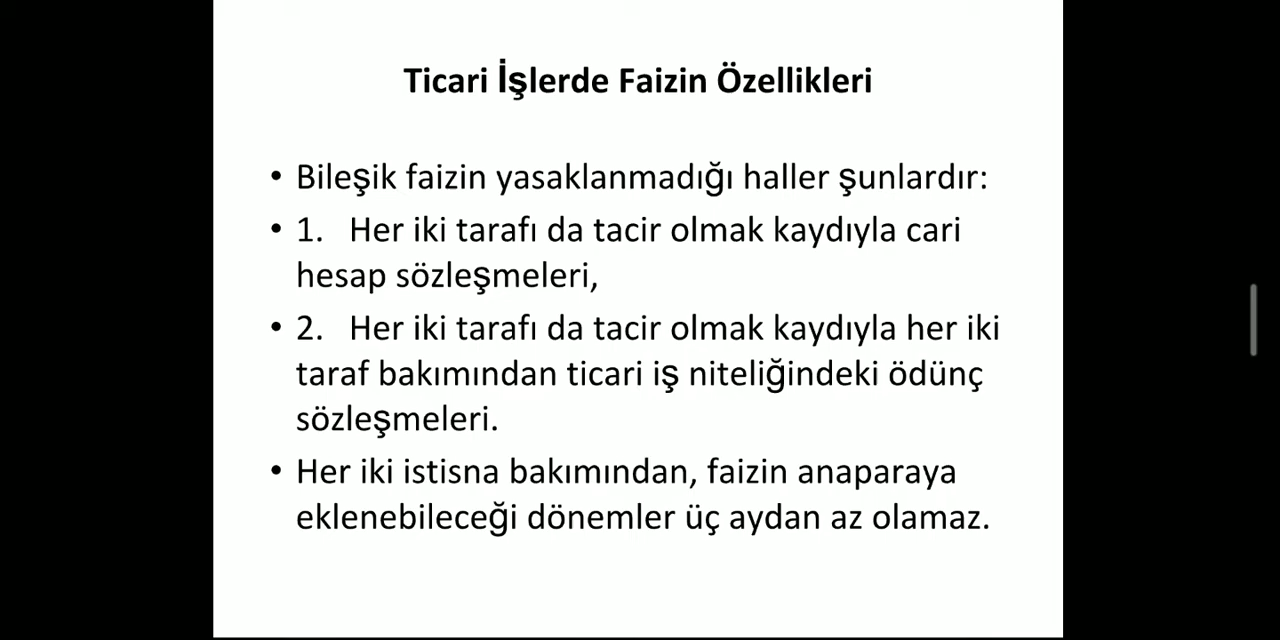 Ticari İşlerde Faizin Özellikleri
• Bileşik faizin yasaklanmadığı haller şunlardır:
• 1. Her iki tarafı da tacir olmak kaydıyla cari
hesap sözleşmeleri,
• 2. Her iki tarafı da tacir olmak kaydıyla her iki
taraf bakımından ticari iş niteliğindeki ödünç
sözleşmeleri.
• Her iki istisna bakımından, faizin anaparaya
eklenebileceği dönemler üç aydan az olamaz.